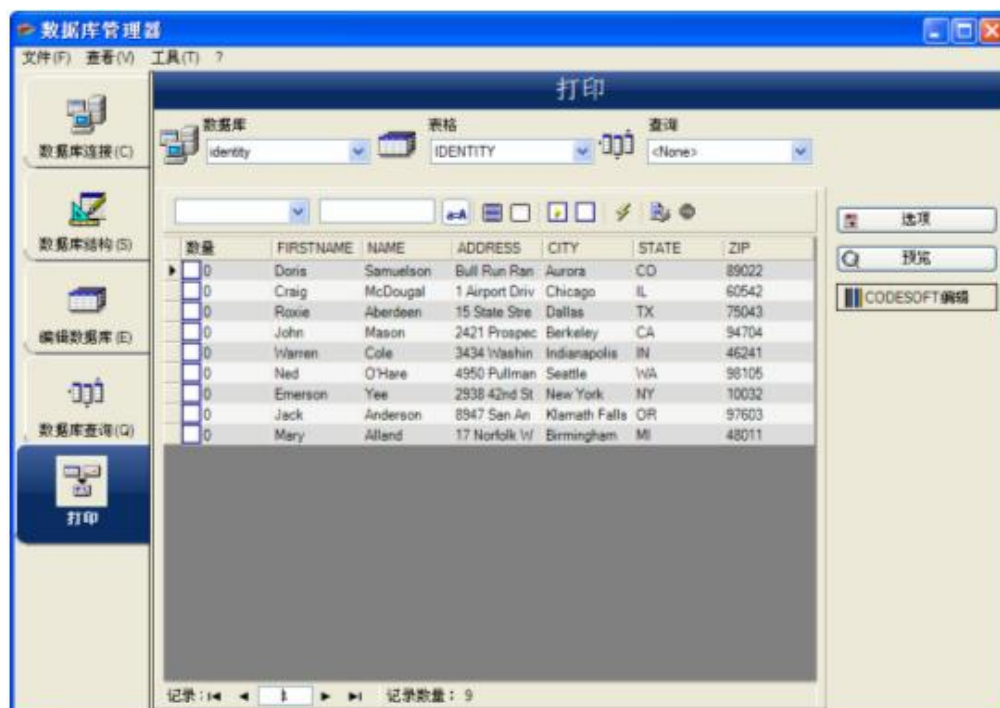 数据库管理器
文件(F) 查看(V) 工具(T) ?
打印
数据库连接(C)
数据库结构(S)
编辑数据库(E)
数据库查询(Q)
打印
数据库 表格 查询
identity IDENTITY <None>
a=A
数量 FIRSTNAME NAME ADDRESS CITY STATE ZIP
0 Doris Samuelson Bull Run Ran Aurora CO 89022
0 Craig McDougal 1 Airport Driv Chicago IL 60542
0 Roxie Aberdeen 15 State Stre Dallas TX 75043
0 John Mason 2421 Prospec Berkeley CA 94704
0 Warren Cole 3434 Washin Indianapolis IN 46241
0 Ned O'Hare 4950 Pullman Seattle WA 98105
0 Emerson Yee 2938 42nd St New York NY 10032
0 Jack Anderson 8947 San An Klamath Falls OR 97603
0 Mary Alland 17 Norfolk W Birmingham MI 48011
选项
预览
CODESOFT编辑
记录: 1 记录数量: 9